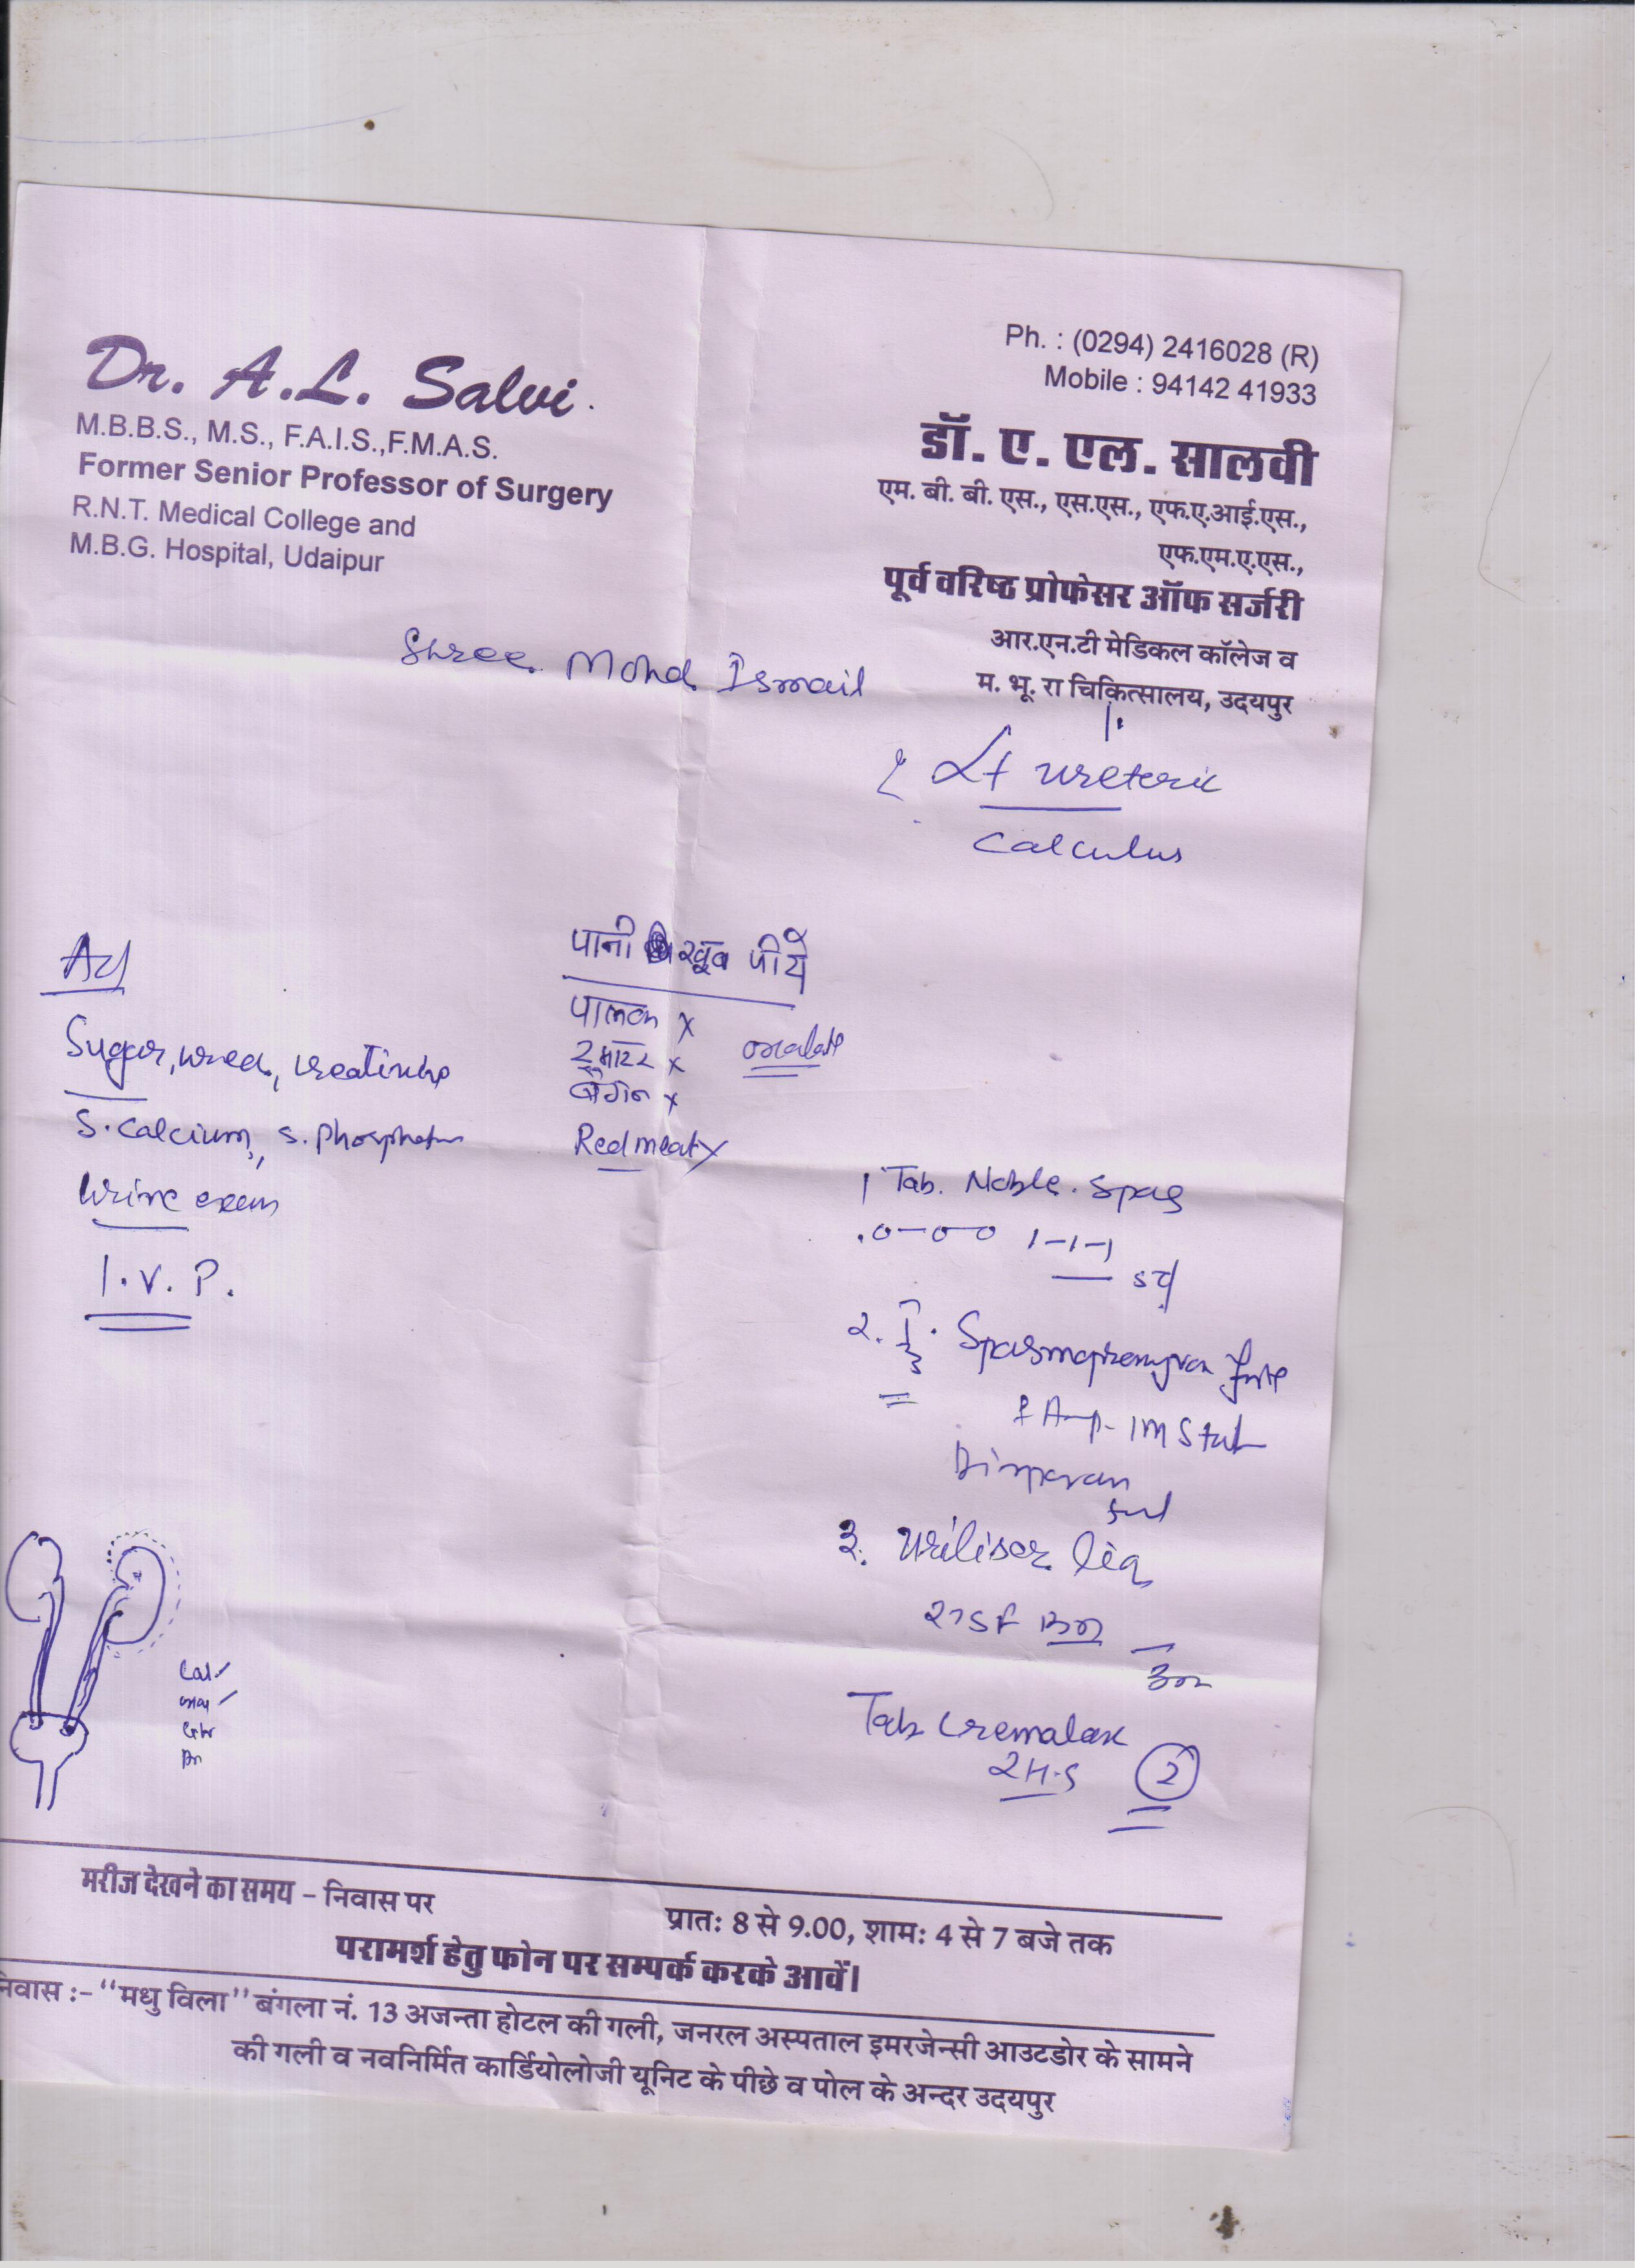 Dr. A.L. Salvi.
M.B.B.S., M.S., F.A.I.S.,F.M.A.S.
Former Senior Professor of Surgery
R.N.T. Medical College and
M.B.G. Hospital, Udaipur
Ph. : (0294) 2416028 (R)
Mobile : 94142 41933
डॉ. ए. एल. सालवी
एम. बी. बी. एस., एस.एस., एफ.ए.आई.एस.,
एफ.एम.ए.एस.,
पूर्व वरिष्ठ प्रोफेसर ऑफ सर्जरी
आर.एन.टी मेडिकल कॉलेज व
म. भू. रा चिकित्सालय, उदयपुर
Shree. Mohd. Ismail
Lt ureteric
Calculus
Sugar, urea, creatinine
S. Calcium, S. Phosphate
Urine exam
I.V.P.
पानी खूब पीये
पालक x
टमाटर x
बैंगन x
oxalate
Red meat x
1 Tab. Noble. Spas
1-1-1
2. Spasmoproxyvon forte
Amp. IM Stat
3. Uriliser liq
Tab Cremalax
2 H.S
2
मरीज देखने का समय – निवास पर
प्रातः 8 से 9.00, शामः 4 से 7 बजे तक
परामर्श हेतु फोन पर सम्पर्क करके आवें।
निवास :- "मधु विला" बंगला नं. 13 अजन्ता होटल की गली, जनरल अस्पताल इमरजेन्सी आउटडोर के सामने
की गली व नवनिर्मित कार्डियोलोजी यूनिट के पीछे व पोल के अन्दर उदयपुर